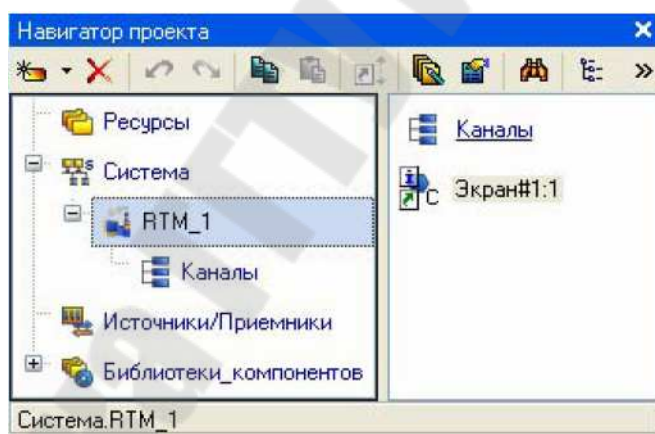 Навигатор проекта
Ресурсы
Система
RTM_1
Каналы
Источники/Приемники
Библиотеки_компонентов
Каналы
Экран#1:1
Система.RTM_1